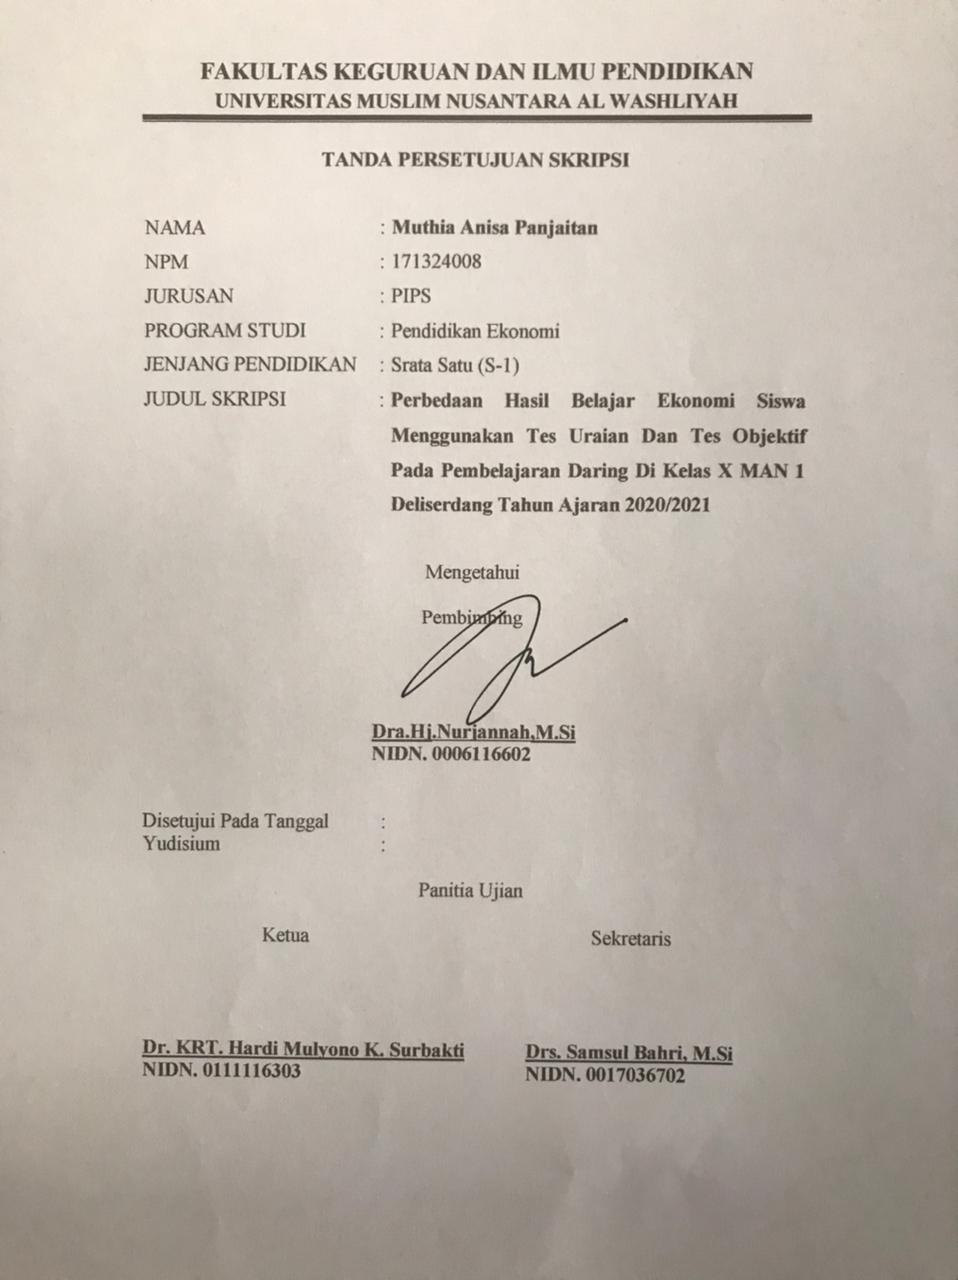 FAKULTAS KEGURUAN DAN ILMU PENDIDIKAN
UNIVERSITAS MUSLIM NUSANTARA AL WASHLIYAH
TANDA PERSETUJUAN SKRIPSI
NAMA : Muthia Anisa Panjaitan
NPM : 171324008
JURUSAN : PIPS
PROGRAM STUDI : Pendidikan Ekonomi
JENJANG PENDIDIKAN : Srata Satu (S-1)
JUDUL SKRIPSI : Perbedaan Hasil Belajar Ekonomi Siswa
Menggunakan Tes Uraian Dan Tes Objektif
Pada Pembelajaran Daring Di Kelas X MAN 1
Deliserdang Tahun Ajaran 2020/2021
Mengetahui
Pembimbing
Dra.Hj.Nurjannah,M.Si
NIDN. 0006116602
Disetujui Pada Tanggal :
Yudisium :
Panitia Ujian
Ketua Sekretaris
Dr. KRT. Hardi Mulyono K. Surbakti Drs. Samsul Bahri, M.Si
NIDN. 0111116303 NIDN. 0017036702